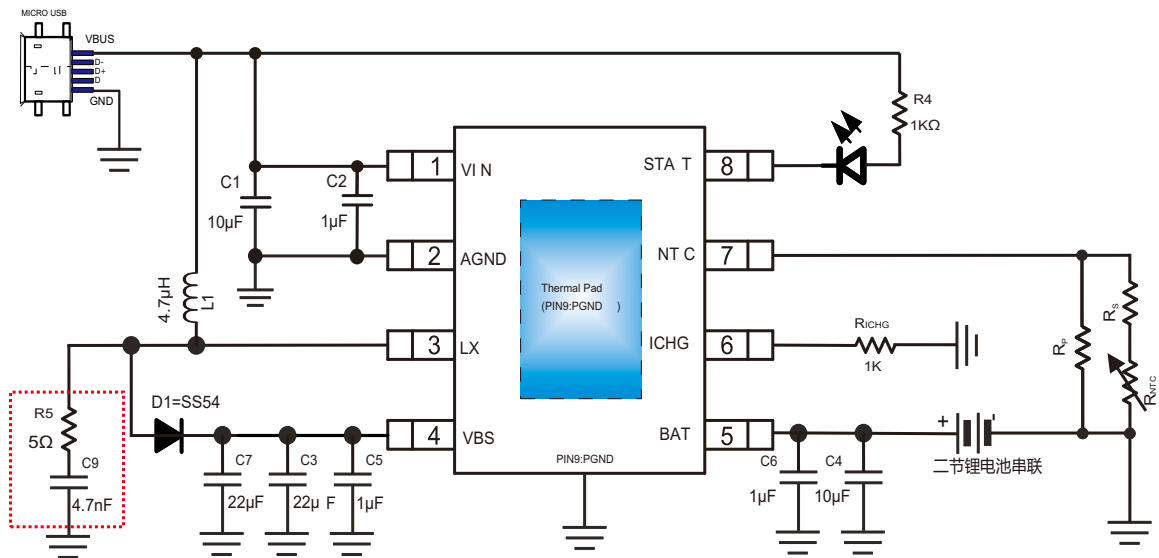 MICRO USB
VBUS
D-
D+
D
GND
R4
1KΩ
C1
10μF
C2
1μF
1
VI N
STA T
8
2
AGND
NT C
7
Thermal Pad
(PIN9:PGND )
4.7μH
L1
3
LX
ICHG
6
RICHG
1K
RS
RP
RNTC
R5
5Ω
C9
4.7nF
D1=SS54
4
VBS
BAT
5
PIN9:PGND
+
-
二节锂电池串联
C7
22μF
C3
22μ F
C5
1μF
C6
1μF
C4
10μF